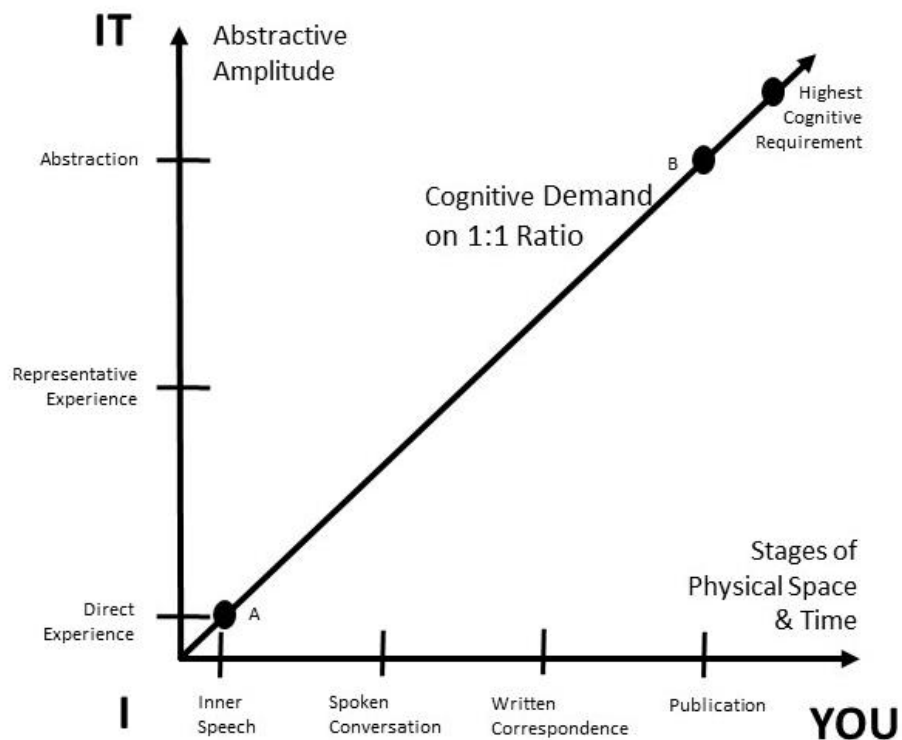 IT
Abstractive
Amplitude
Highest
Cognitive
Requirement
Abstraction
B
Cognitive Demand
on 1:1 Ratio
Representative
Experience
Stages of
Physical Space
& Time
Direct
Experience
A
I
Inner
Speech
Spoken
Conversation
Written
Correspondence
Publication
YOU